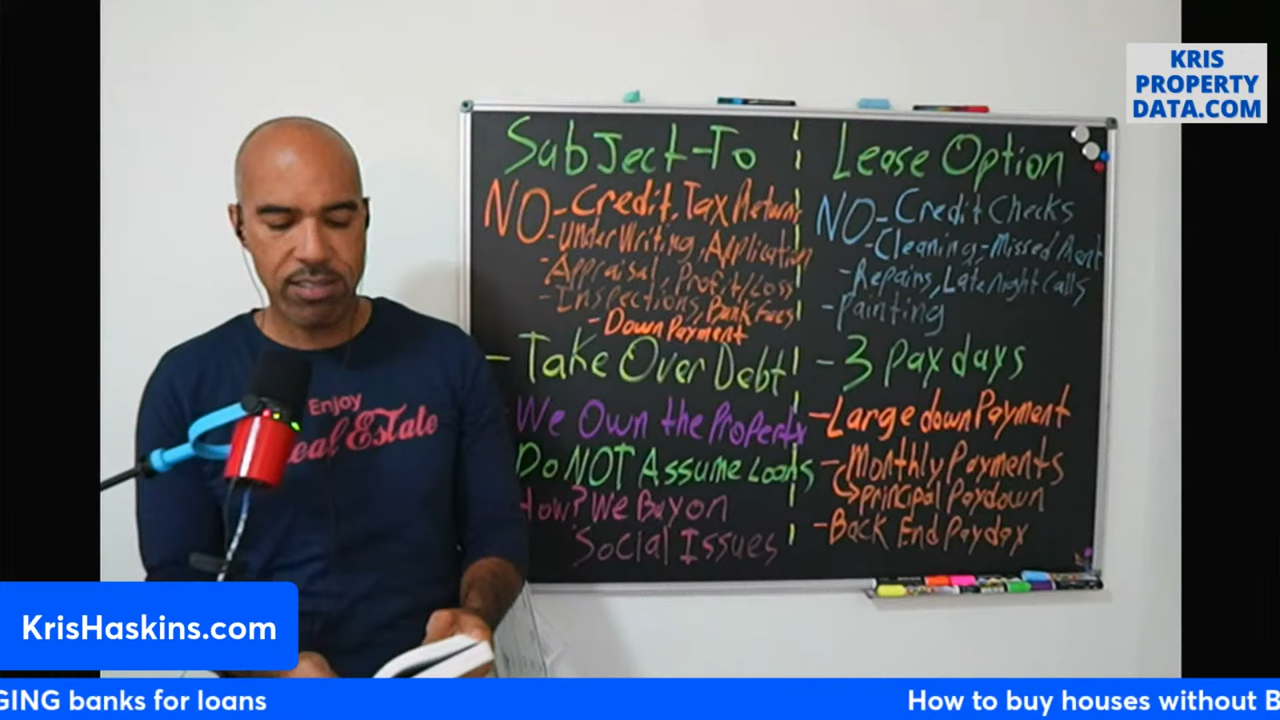 KRIS
PROPERTY
DATA.COM
Subject-To
NO-Credit, Tax Returns
-Underwriting, Application
-Appraisal, Profit/Loss
-Inspections, Bank Fees
-Down Payment
-Take Over Debt
We Own the Property
Do NOT Assume Loans
How? We Buy on
Social Issues
Lease Option
NO-Credit Checks
-Cleaning-Missed Rent
-Repairs, Late Night Calls
-Painting
-3 paydays
-Large down Payment
-Monthly Payments
principal Paydown
-Back End Payday
Enjoy
Real Estate
KrisHaskins.com
GING banks for loans
How to buy houses without B